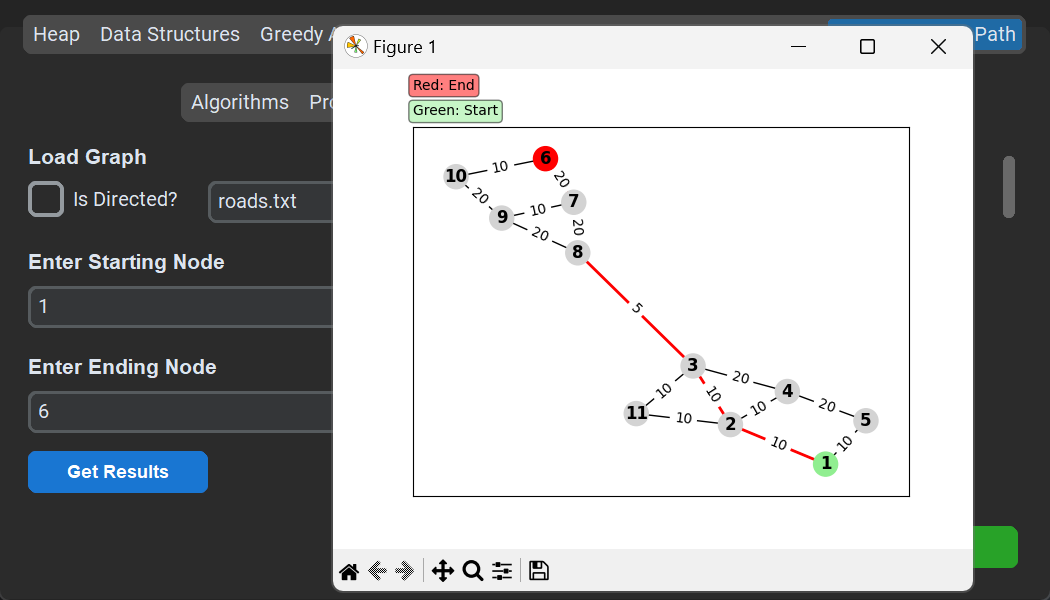 Heap Data Structures Greedy Path
Figure 1
Red: End
Green: Start
Algorithms
Load Graph
Is Directed? roads.txt
Enter Starting Node
1
Enter Ending Node
6
Get Results
6
10
10
20
20
7
10
9
20
20
8
5
3
20
4
10
10
20
11
10
10
5
2
10
10
1